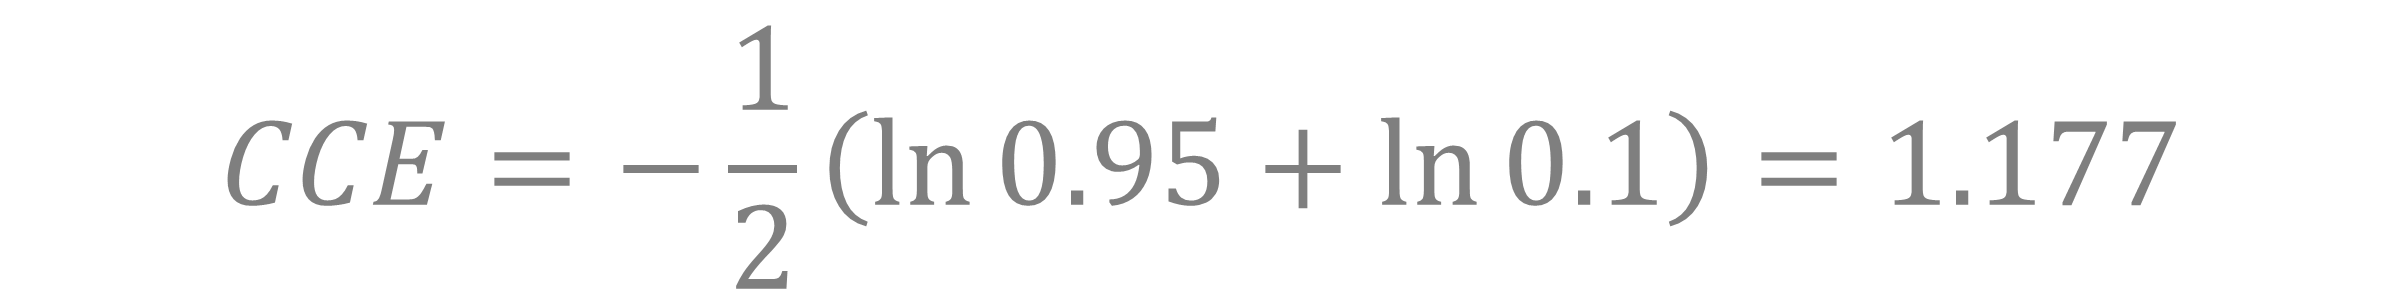 CCE = −1/2 (ln 0.95 + ln 0.1) = 1.177